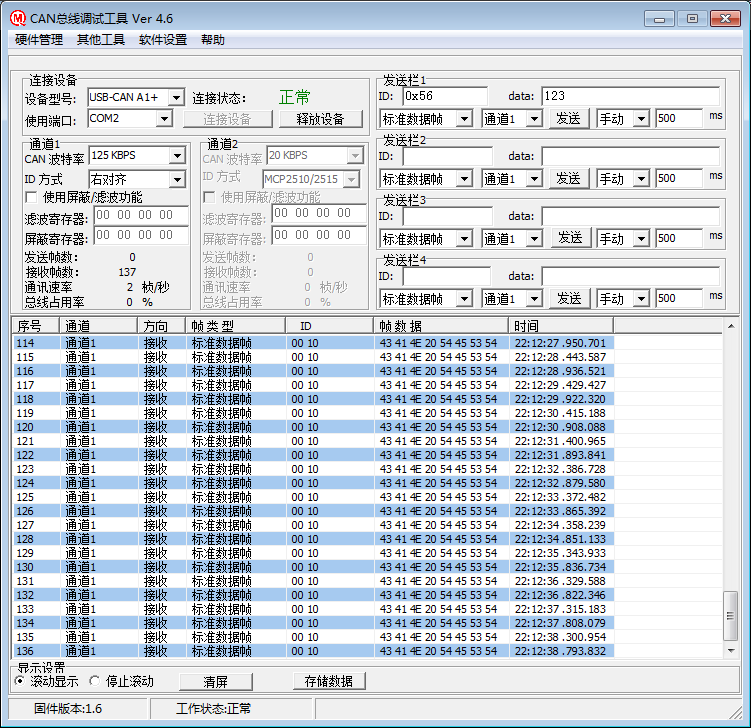 CAN总线调试工具 Ver 4.6
硬件管理 其他工具 软件设置 帮助
连接设备
设备型号: USB-CAN A1+ 连接状态: 正常
使用端口: COM2 连接设备 释放设备
通道1
CAN 波特率 125 KBPS
ID 方式 右对齐
使用屏蔽/滤波功能
滤波寄存器: 00 00 00 00
屏蔽寄存器: 00 00 00 00
发送帧数: 0
接收帧数: 137
通讯速率 2 帧/秒
总线占用率 0 %
通道2
CAN 波特率 20 KBPS
ID 方式 MCP2510/2515
使用屏蔽/滤波功能
滤波寄存器: 00 00 00 00
屏蔽寄存器: 00 00 00 00
发送帧数: 0
接收帧数: 0
通讯速率 0 帧/秒
总线占用率 0 %
发送栏1
ID: 0x56 data: 123
标准数据帧 通道1 发送 手动 500 ms
发送栏2
ID: data:
标准数据帧 通道1 发送 手动 500 ms
发送栏3
ID: data:
标准数据帧 通道1 发送 手动 500 ms
发送栏4
ID: data:
标准数据帧 通道1 发送 手动 500 ms
序号 通道 方向 帧 类 型 ID 帧 数 据 时间
114 通道1 接收 标准数据帧 00 10 43 41 4E 20 54 45 53 54 22:12:27 .950.701
115 通道1 接收 标准数据帧 00 10 43 41 4E 20 54 45 53 54 22:12:28 .443.587
116 通道1 接收 标准数据帧 00 10 43 41 4E 20 54 45 53 54 22:12:28 .936.521
117 通道1 接收 标准数据帧 00 10 43 41 4E 20 54 45 53 54 22:12:29 .429.427
118 通道1 接收 标准数据帧 00 10 43 41 4E 20 54 45 53 54 22:12:29 .922.320
119 通道1 接收 标准数据帧 00 10 43 41 4E 20 54 45 53 54 22:12:30 .415.188
120 通道1 接收 标准数据帧 00 10 43 41 4E 20 54 45 53 54 22:12:30 .908.088
121 通道1 接收 标准数据帧 00 10 43 41 4E 20 54 45 53 54 22:12:31 .400.965
122 通道1 接收 标准数据帧 00 10 43 41 4E 20 54 45 53 54 22:12:31 .893.841
123 通道1 接收 标准数据帧 00 10 43 41 4E 20 54 45 53 54 22:12:32 .386.728
124 通道1 接收 标准数据帧 00 10 43 41 4E 20 54 45 53 54 22:12:32 .879.580
125 通道1 接收 标准数据帧 00 10 43 41 4E 20 54 45 53 54 22:12:33 .372.482
126 通道1 接收 标准数据帧 00 10 43 41 4E 20 54 45 53 54 22:12:33 .865.392
127 通道1 接收 标准数据帧 00 10 43 41 4E 20 54 45 53 54 22:12:34 .358.239
128 通道1 接收 标准数据帧 00 10 43 41 4E 20 54 45 53 54 22:12:34 .851.133
129 通道1 接收 标准数据帧 00 10 43 41 4E 20 54 45 53 54 22:12:35 .343.933
130 通道1 接收 标准数据帧 00 10 43 41 4E 20 54 45 53 54 22:12:35 .836.734
131 通道1 接收 标准数据帧 00 10 43 41 4E 20 54 45 53 54 22:12:36 .329.588
132 通道1 接收 标准数据帧 00 10 43 41 4E 20 54 45 53 54 22:12:36 .822.346
133 通道1 接收 标准数据帧 00 10 43 41 4E 20 54 45 53 54 22:12:37 .315.183
134 通道1 接收 标准数据帧 00 10 43 41 4E 20 54 45 53 54 22:12:37 .808.079
135 通道1 接收 标准数据帧 00 10 43 41 4E 20 54 45 53 54 22:12:38 .300.954
136 通道1 接收 标准数据帧 00 10 43 41 4E 20 54 45 53 54 22:12:38 .793.832
显示设置
滚动显示 停止滚动 清屏 存储数据
固件版本:1.6 工作状态:正常